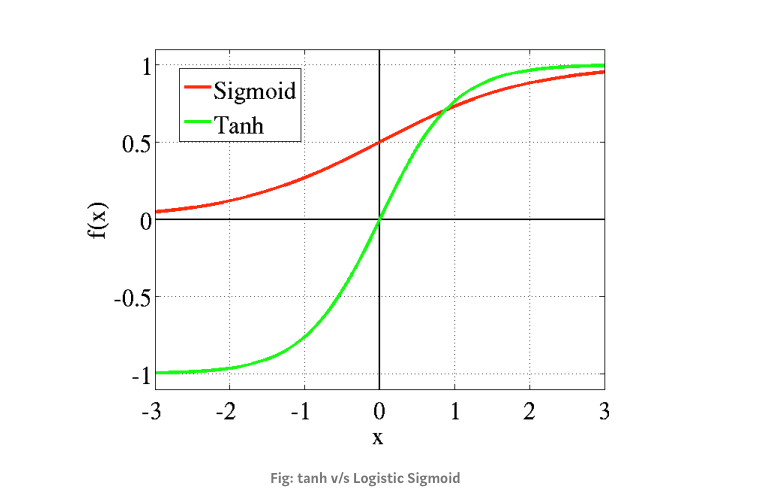 1
Sigmoid
Tanh
0.5
0
f(x)
-0.5
-1
-3 -2 -1 0 1 2 3
x
Fig: tanh v/s Logistic Sigmoid